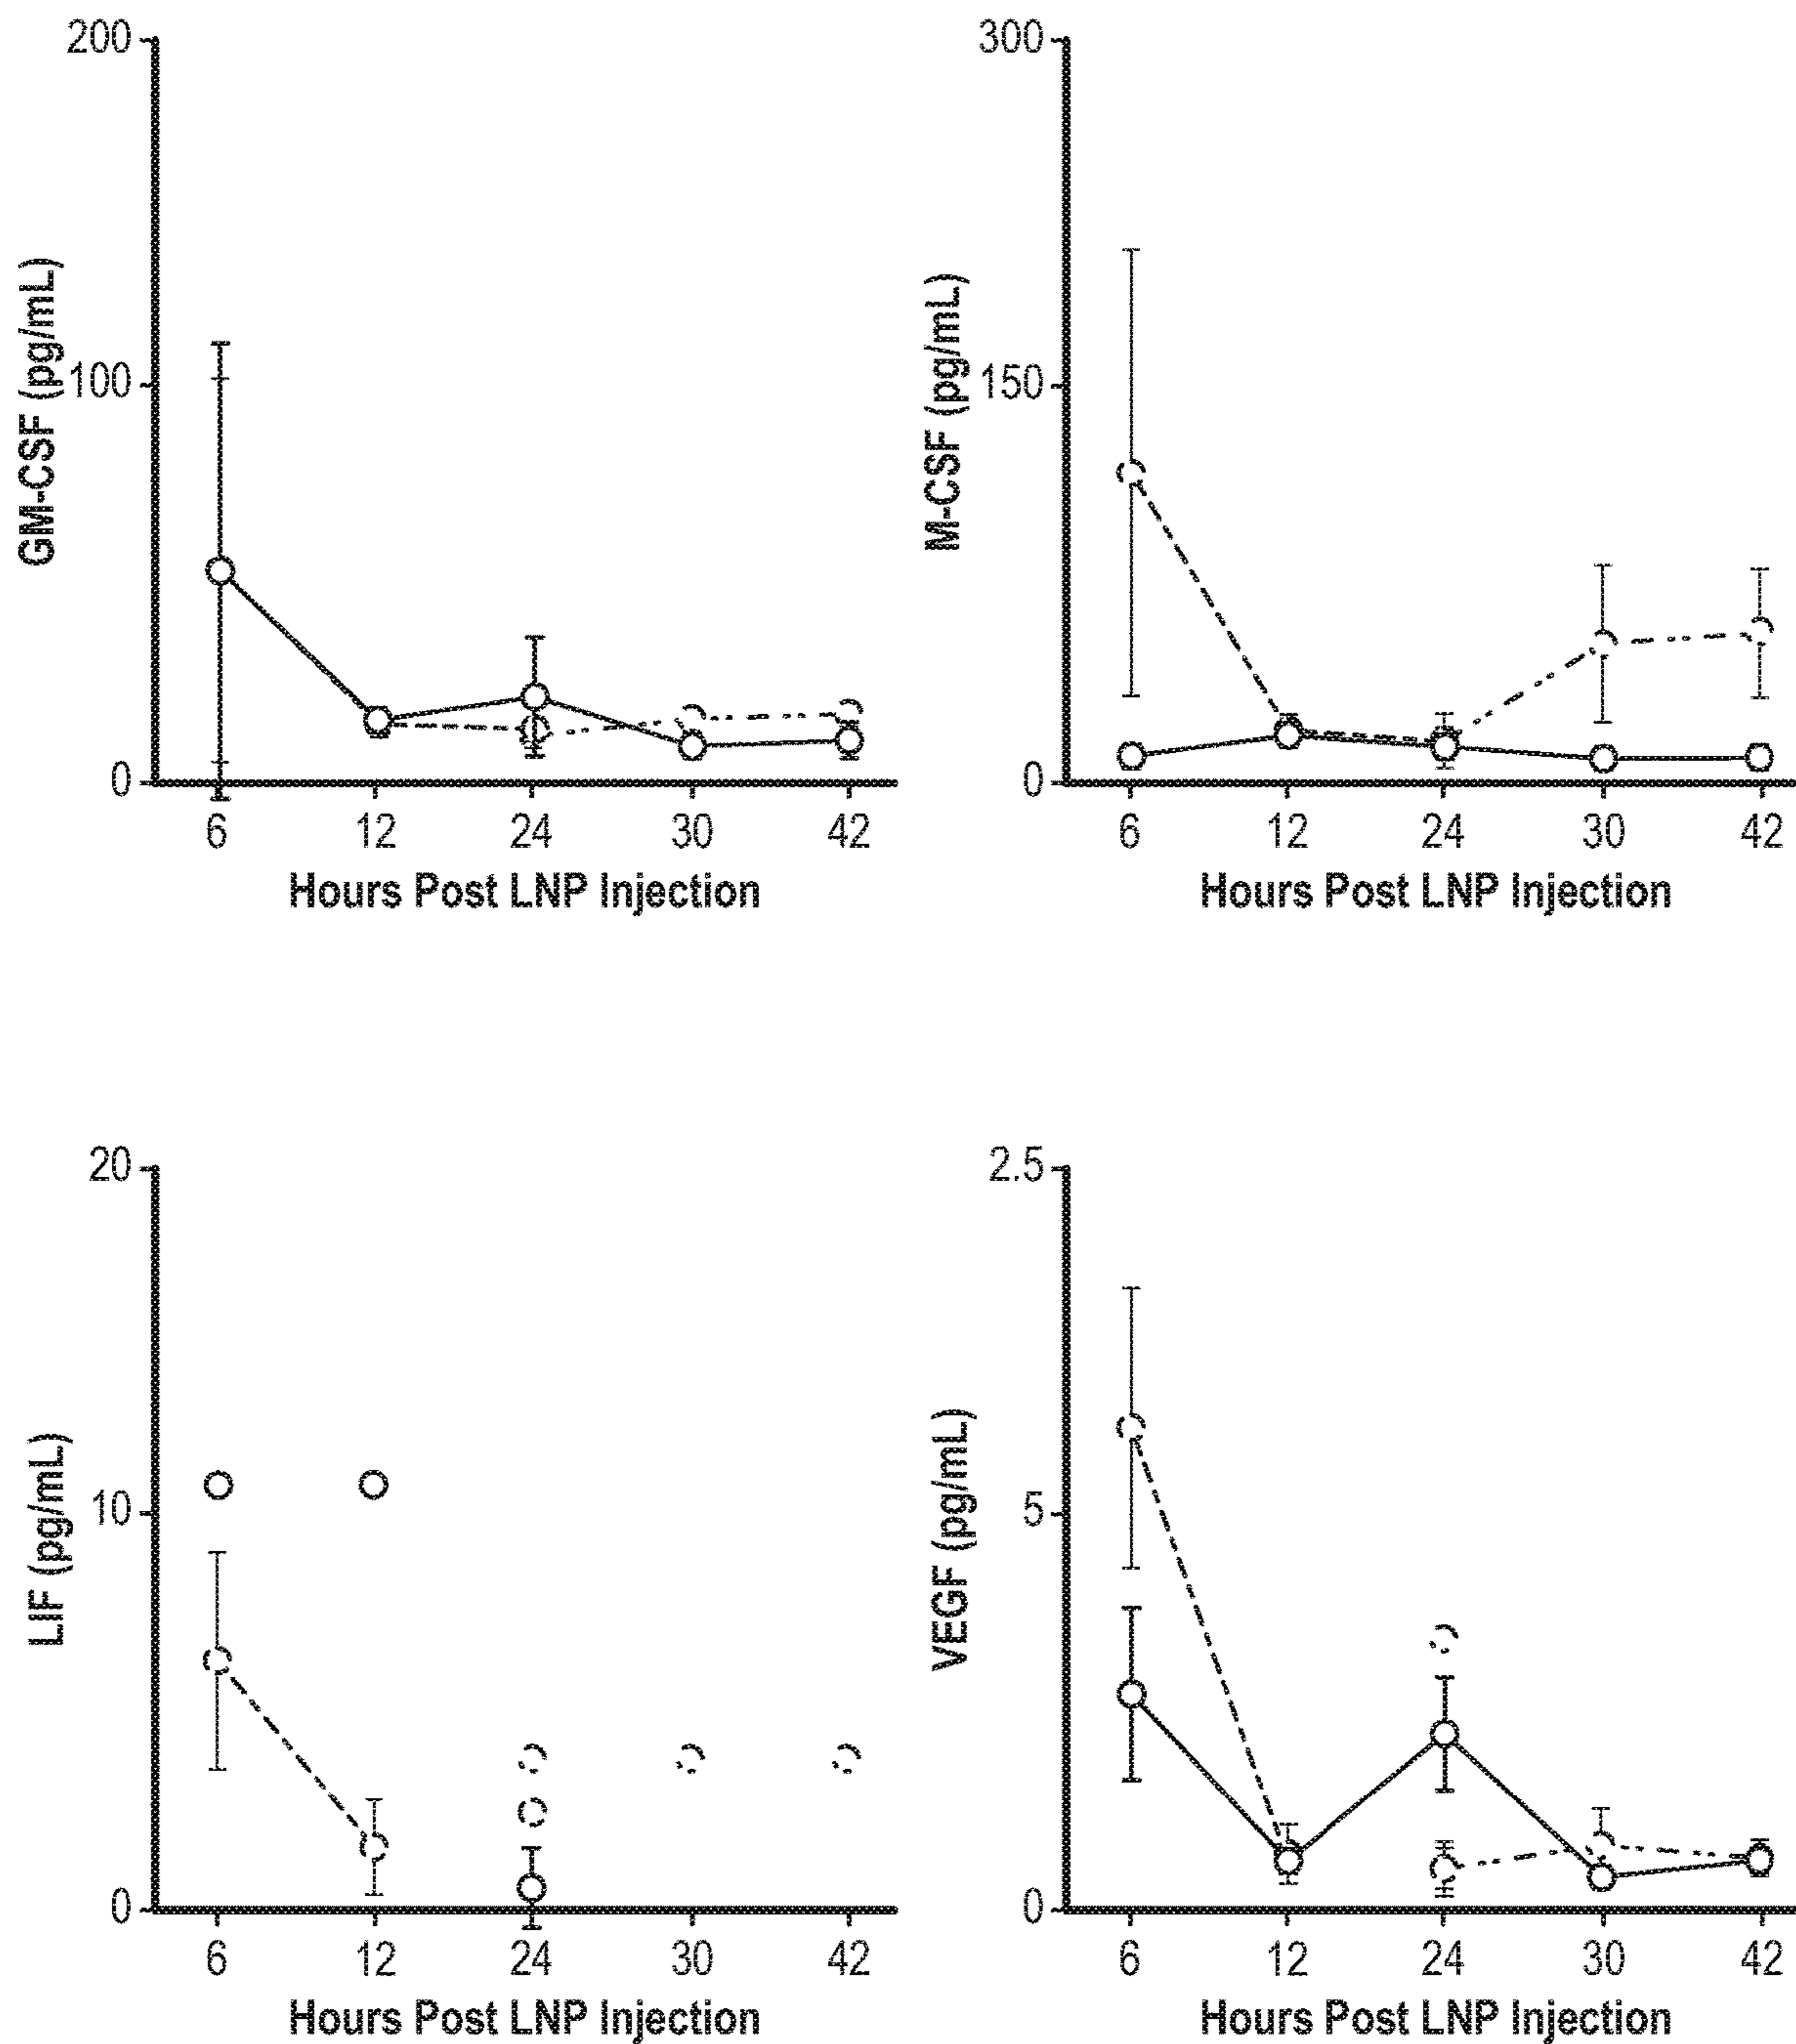 200
100
0
GM-CSF (pg/mL)
6 12 24 30 42
Hours Post LNP Injection
300
150
0
M-CSF (pg/mL)
6 12 24 30 42
Hours Post LNP Injection
20
10
0
LIF (pg/mL)
6 12 24 30 42
Hours Post LNP Injection
2.5
5
0
VEGF (pg/mL)
6 12 24 30 42
Hours Post LNP Injection